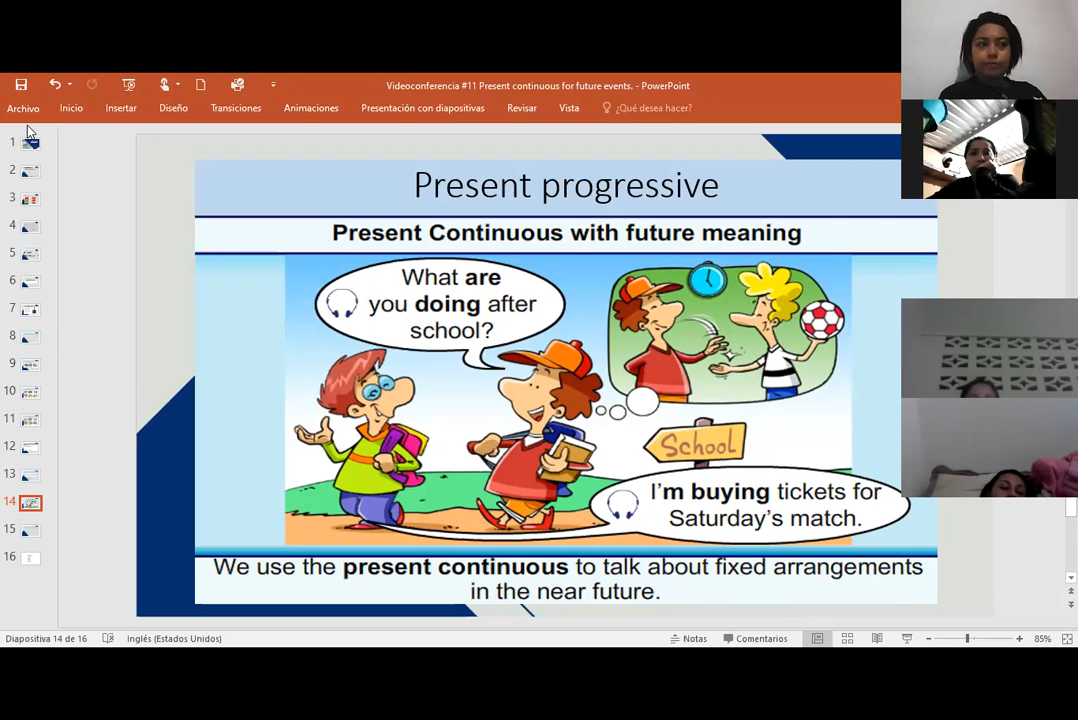 Videoconferencia #11 Present continuous for future events. - PowerPoint
Archivo Inicio Insertar Diseño Transiciones Animaciones Presentación con diapositivas Revisar Vista ¿Qué desea hacer?
1
2
3
4
5
6
7
8
9
10
11
12
13
14
15
16
Present progressive
Present Continuous with future meaning
What are
you doing after
school?
School
I'm buying tickets for
Saturday's match.
We use the present continuous to talk about fixed arrangements
in the near future.
Diapositiva 14 de 16 Inglés (Estados Unidos) Notas Comentarios 85%